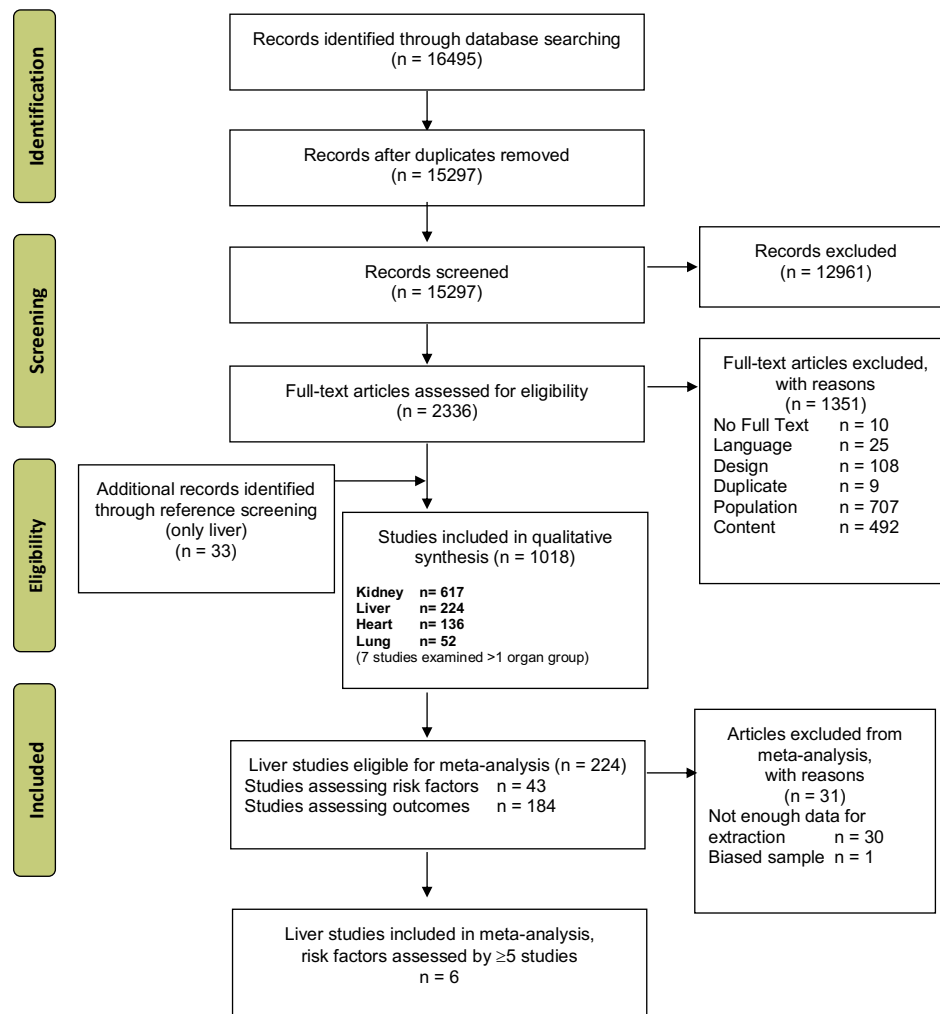 Identification
Records identified through database searching
(n = 16495)
Records after duplicates removed
(n = 15297)
Screening
Records screened
(n = 15297)
Records excluded
(n = 12961)
Full-text articles assessed for eligibility
(n = 2336)
Full-text articles excluded,
with reasons
(n = 1351)
No Full Text n = 10
Language n = 25
Design n = 108
Duplicate n = 9
Population n = 707
Content n = 492
Eligibility
Additional records identified
through reference screening
(only liver)
(n = 33)
Studies included in qualitative
synthesis (n = 1018)
Kidney n= 617
Liver n= 224
Heart n= 136
Lung n= 52
(7 studies examined >1 organ group)
Included
Liver studies eligible for meta-analysis (n = 224)
Studies assessing risk factors n = 43
Studies assessing outcomes n = 184
Articles excluded from
meta-analysis,
with reasons
(n = 31)
Not enough data for
extraction n = 30
Biased sample n = 1
Liver studies included in meta-analysis,
risk factors assessed by ≥5 studies
n = 6